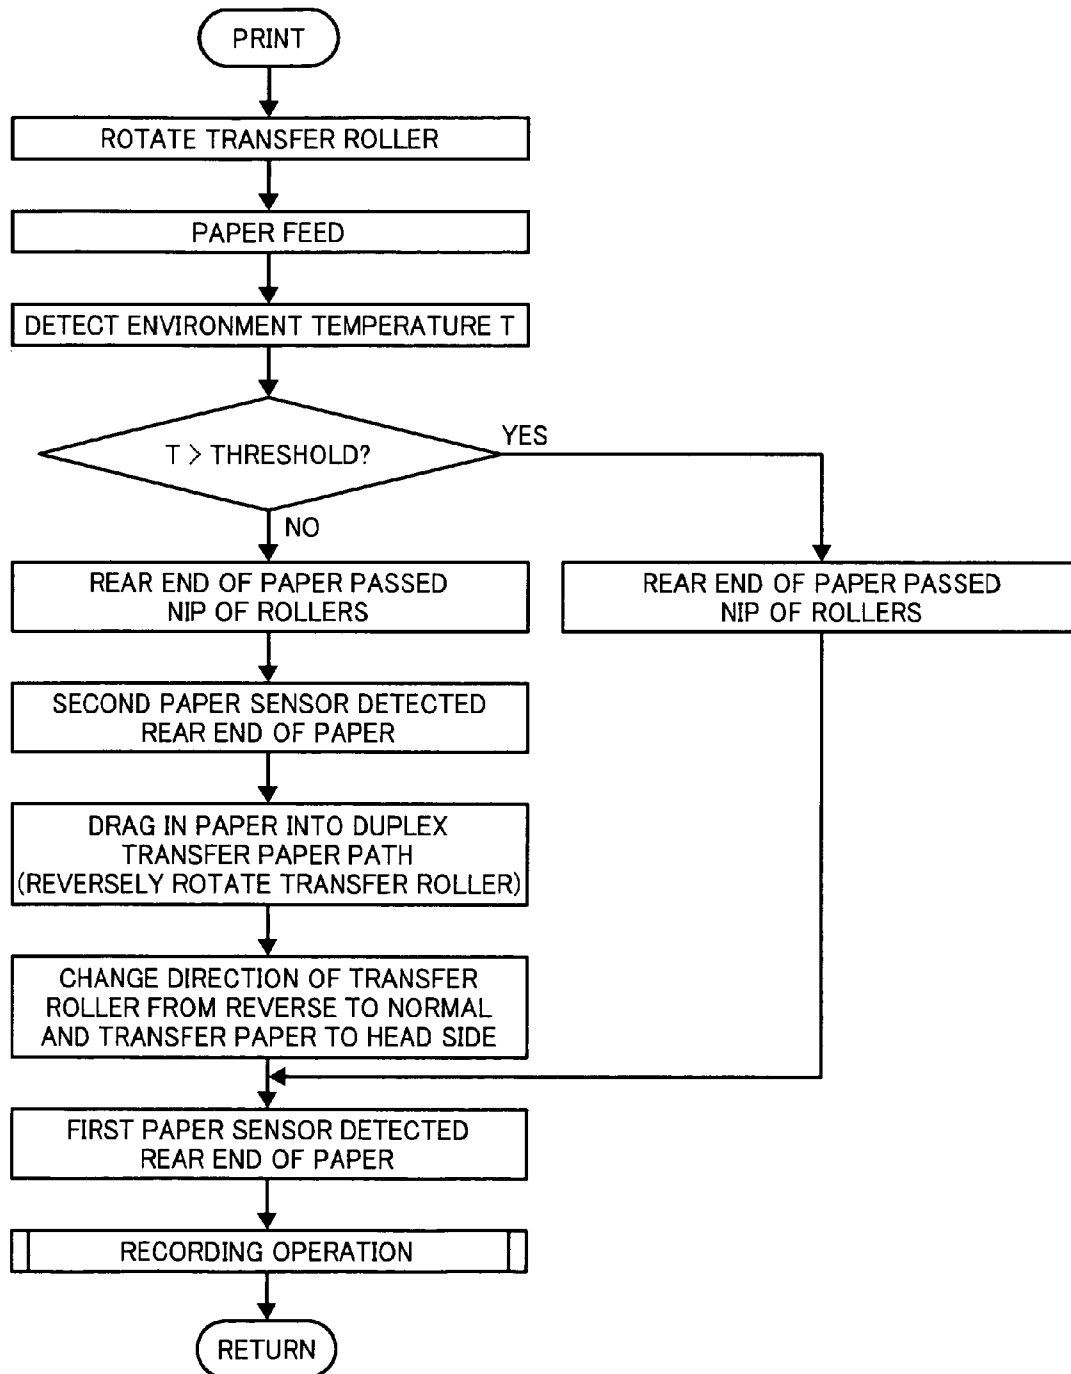 PRINT
ROTATE TRANSFER ROLLER
PAPER FEED
DETECT ENVIRONMENT TEMPERATURE T
T > THRESHOLD?
YES
NO
REAR END OF PAPER PASSED
NIP OF ROLLERS
REAR END OF PAPER PASSED
NIP OF ROLLERS
SECOND PAPER SENSOR DETECTED
REAR END OF PAPER
DRAG IN PAPER INTO DUPLEX
TRANSFER PAPER PATH
(REVERSELY ROTATE TRANSFER ROLLER)
CHANGE DIRECTION OF TRANSFER
ROLLER FROM REVERSE TO NORMAL
AND TRANSFER PAPER TO HEAD SIDE
FIRST PAPER SENSOR DETECTED
REAR END OF PAPER
RECORDING OPERATION
RETURN